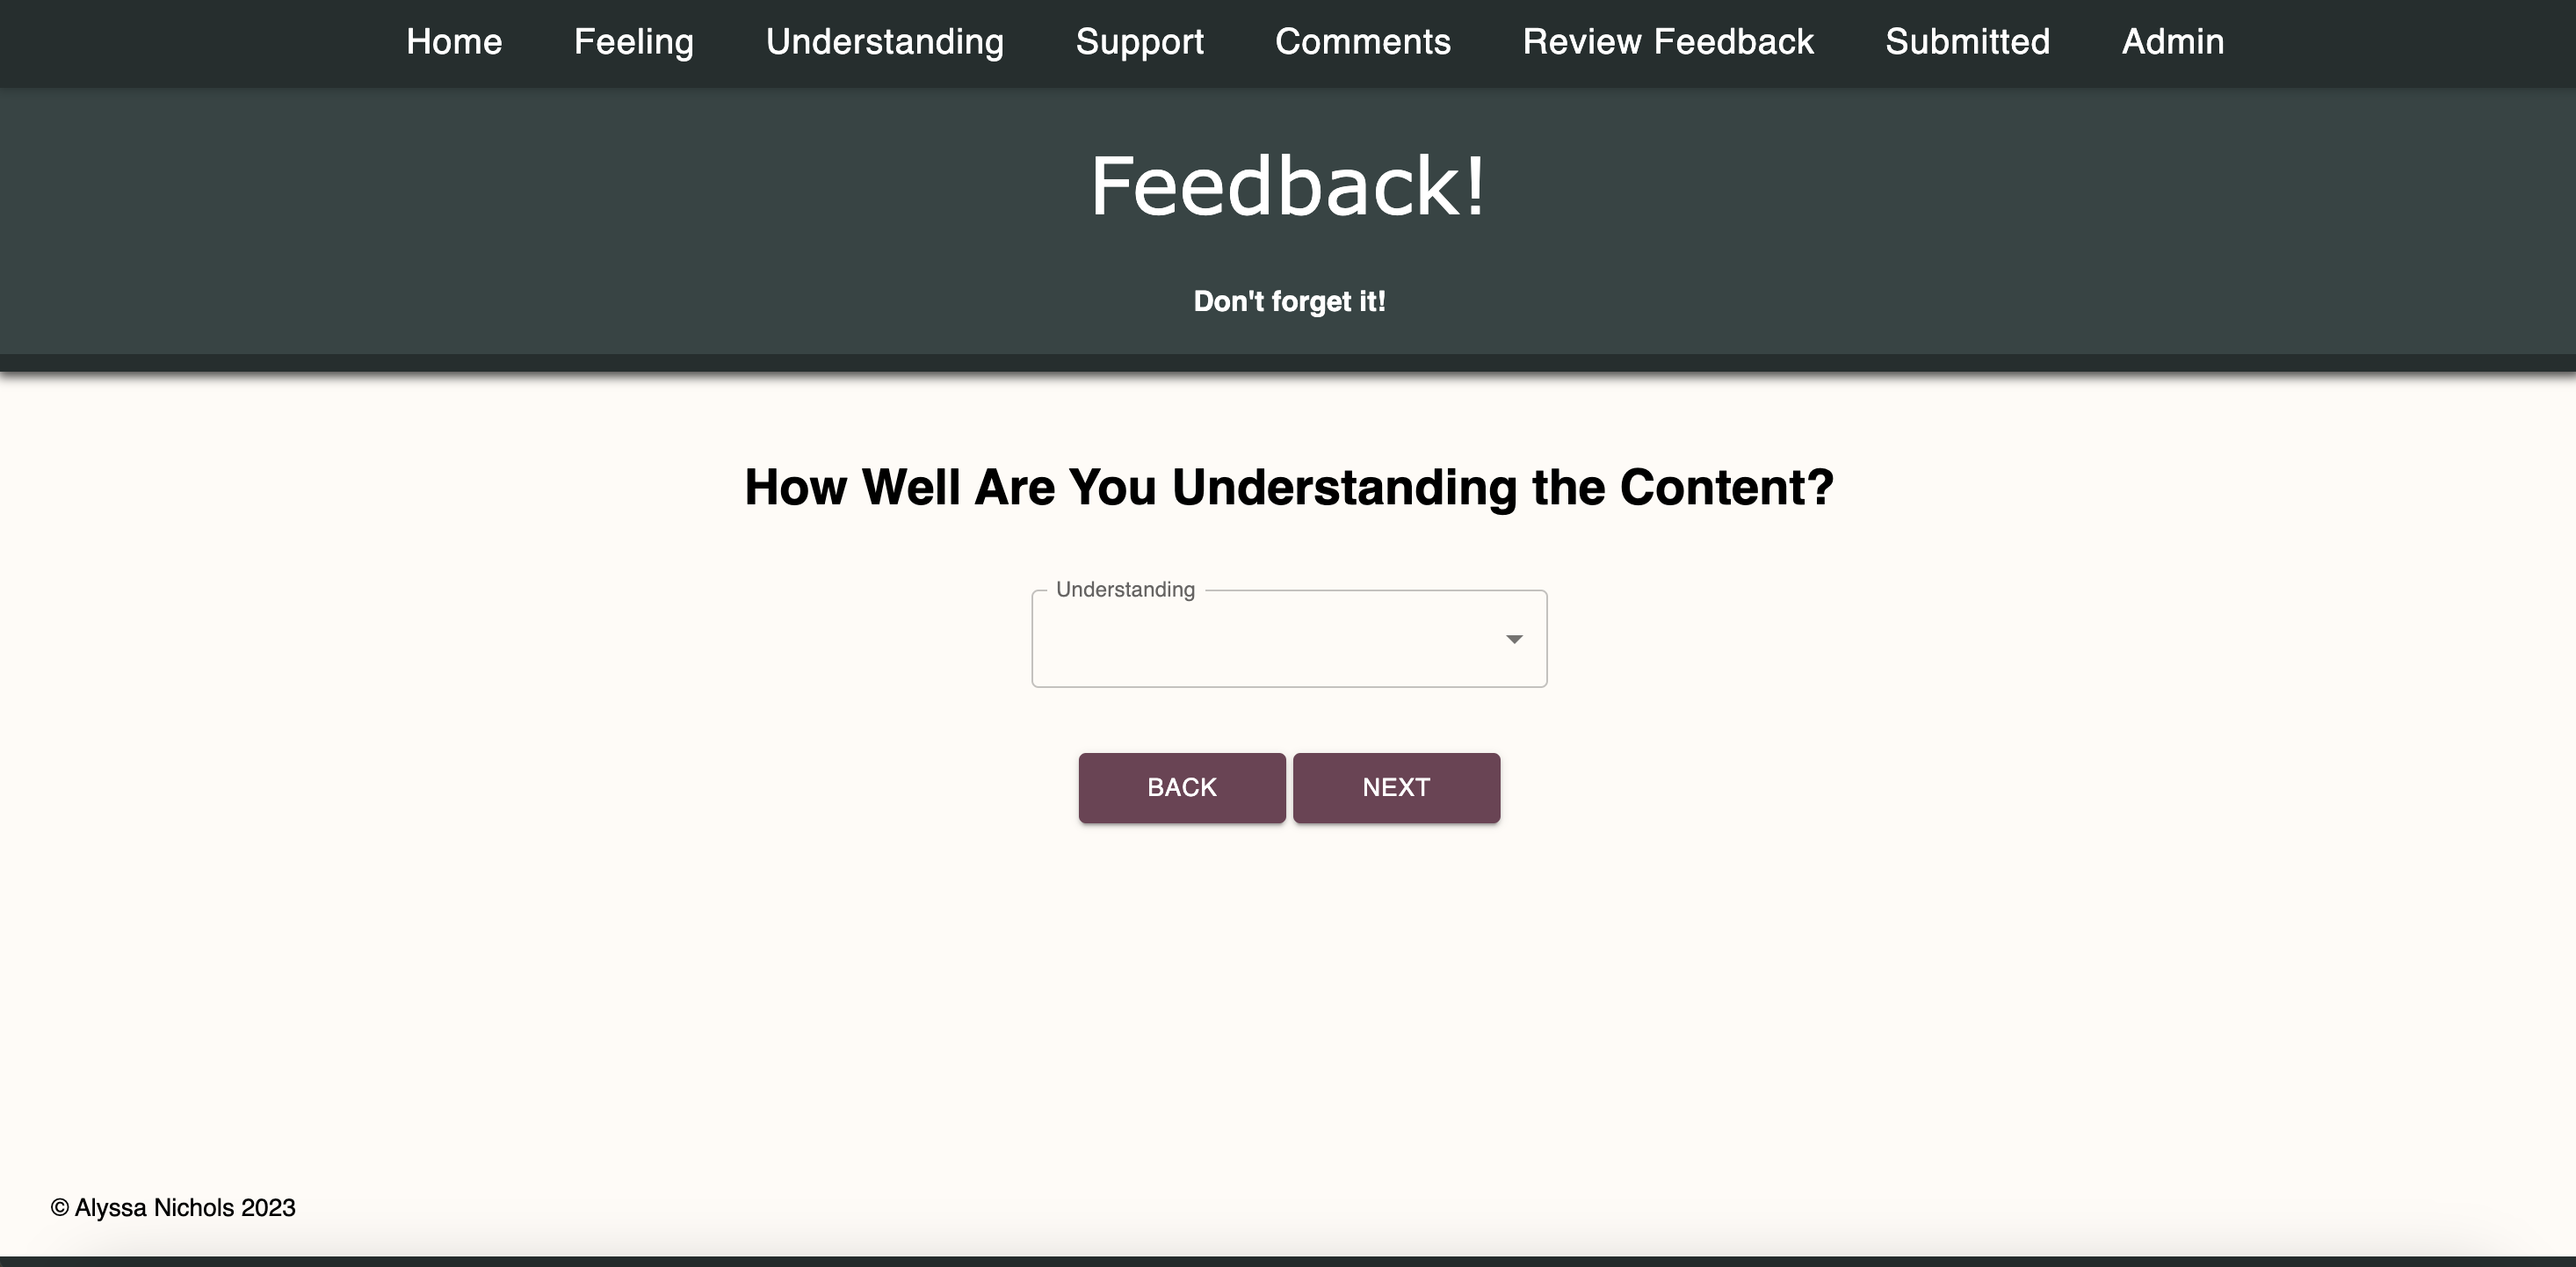 Home Feeling Understanding Support Comments Review Feedback Submitted Admin
Feedback!
Don't forget it!
How Well Are You Understanding the Content?
Understanding
BACK NEXT
© Alyssa Nichols 2023